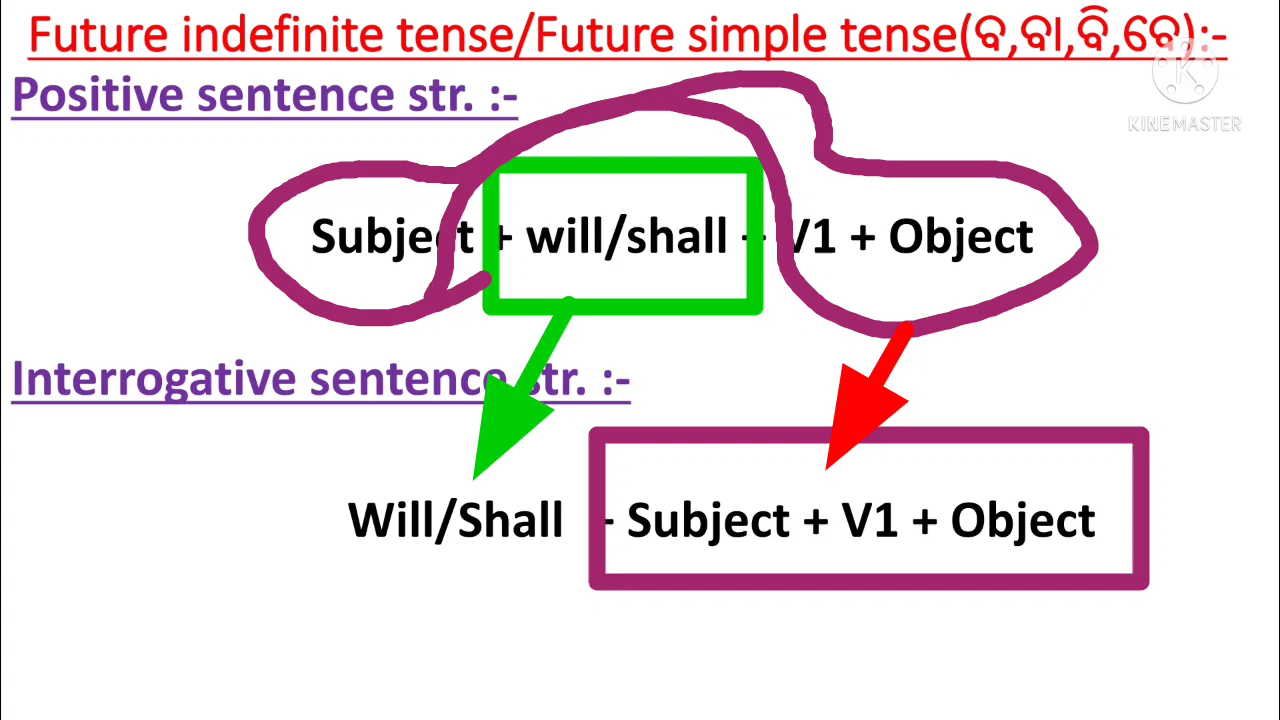 Future indefinite tense/Future simple tense(ବ,ବା,ବି,ବେ):-
Positive sentence str. :-
K
KINEMASTER
Subject + will/shall + V1 + Object
Interrogative sentence str. :-
Will/Shall + Subject + V1 + Object